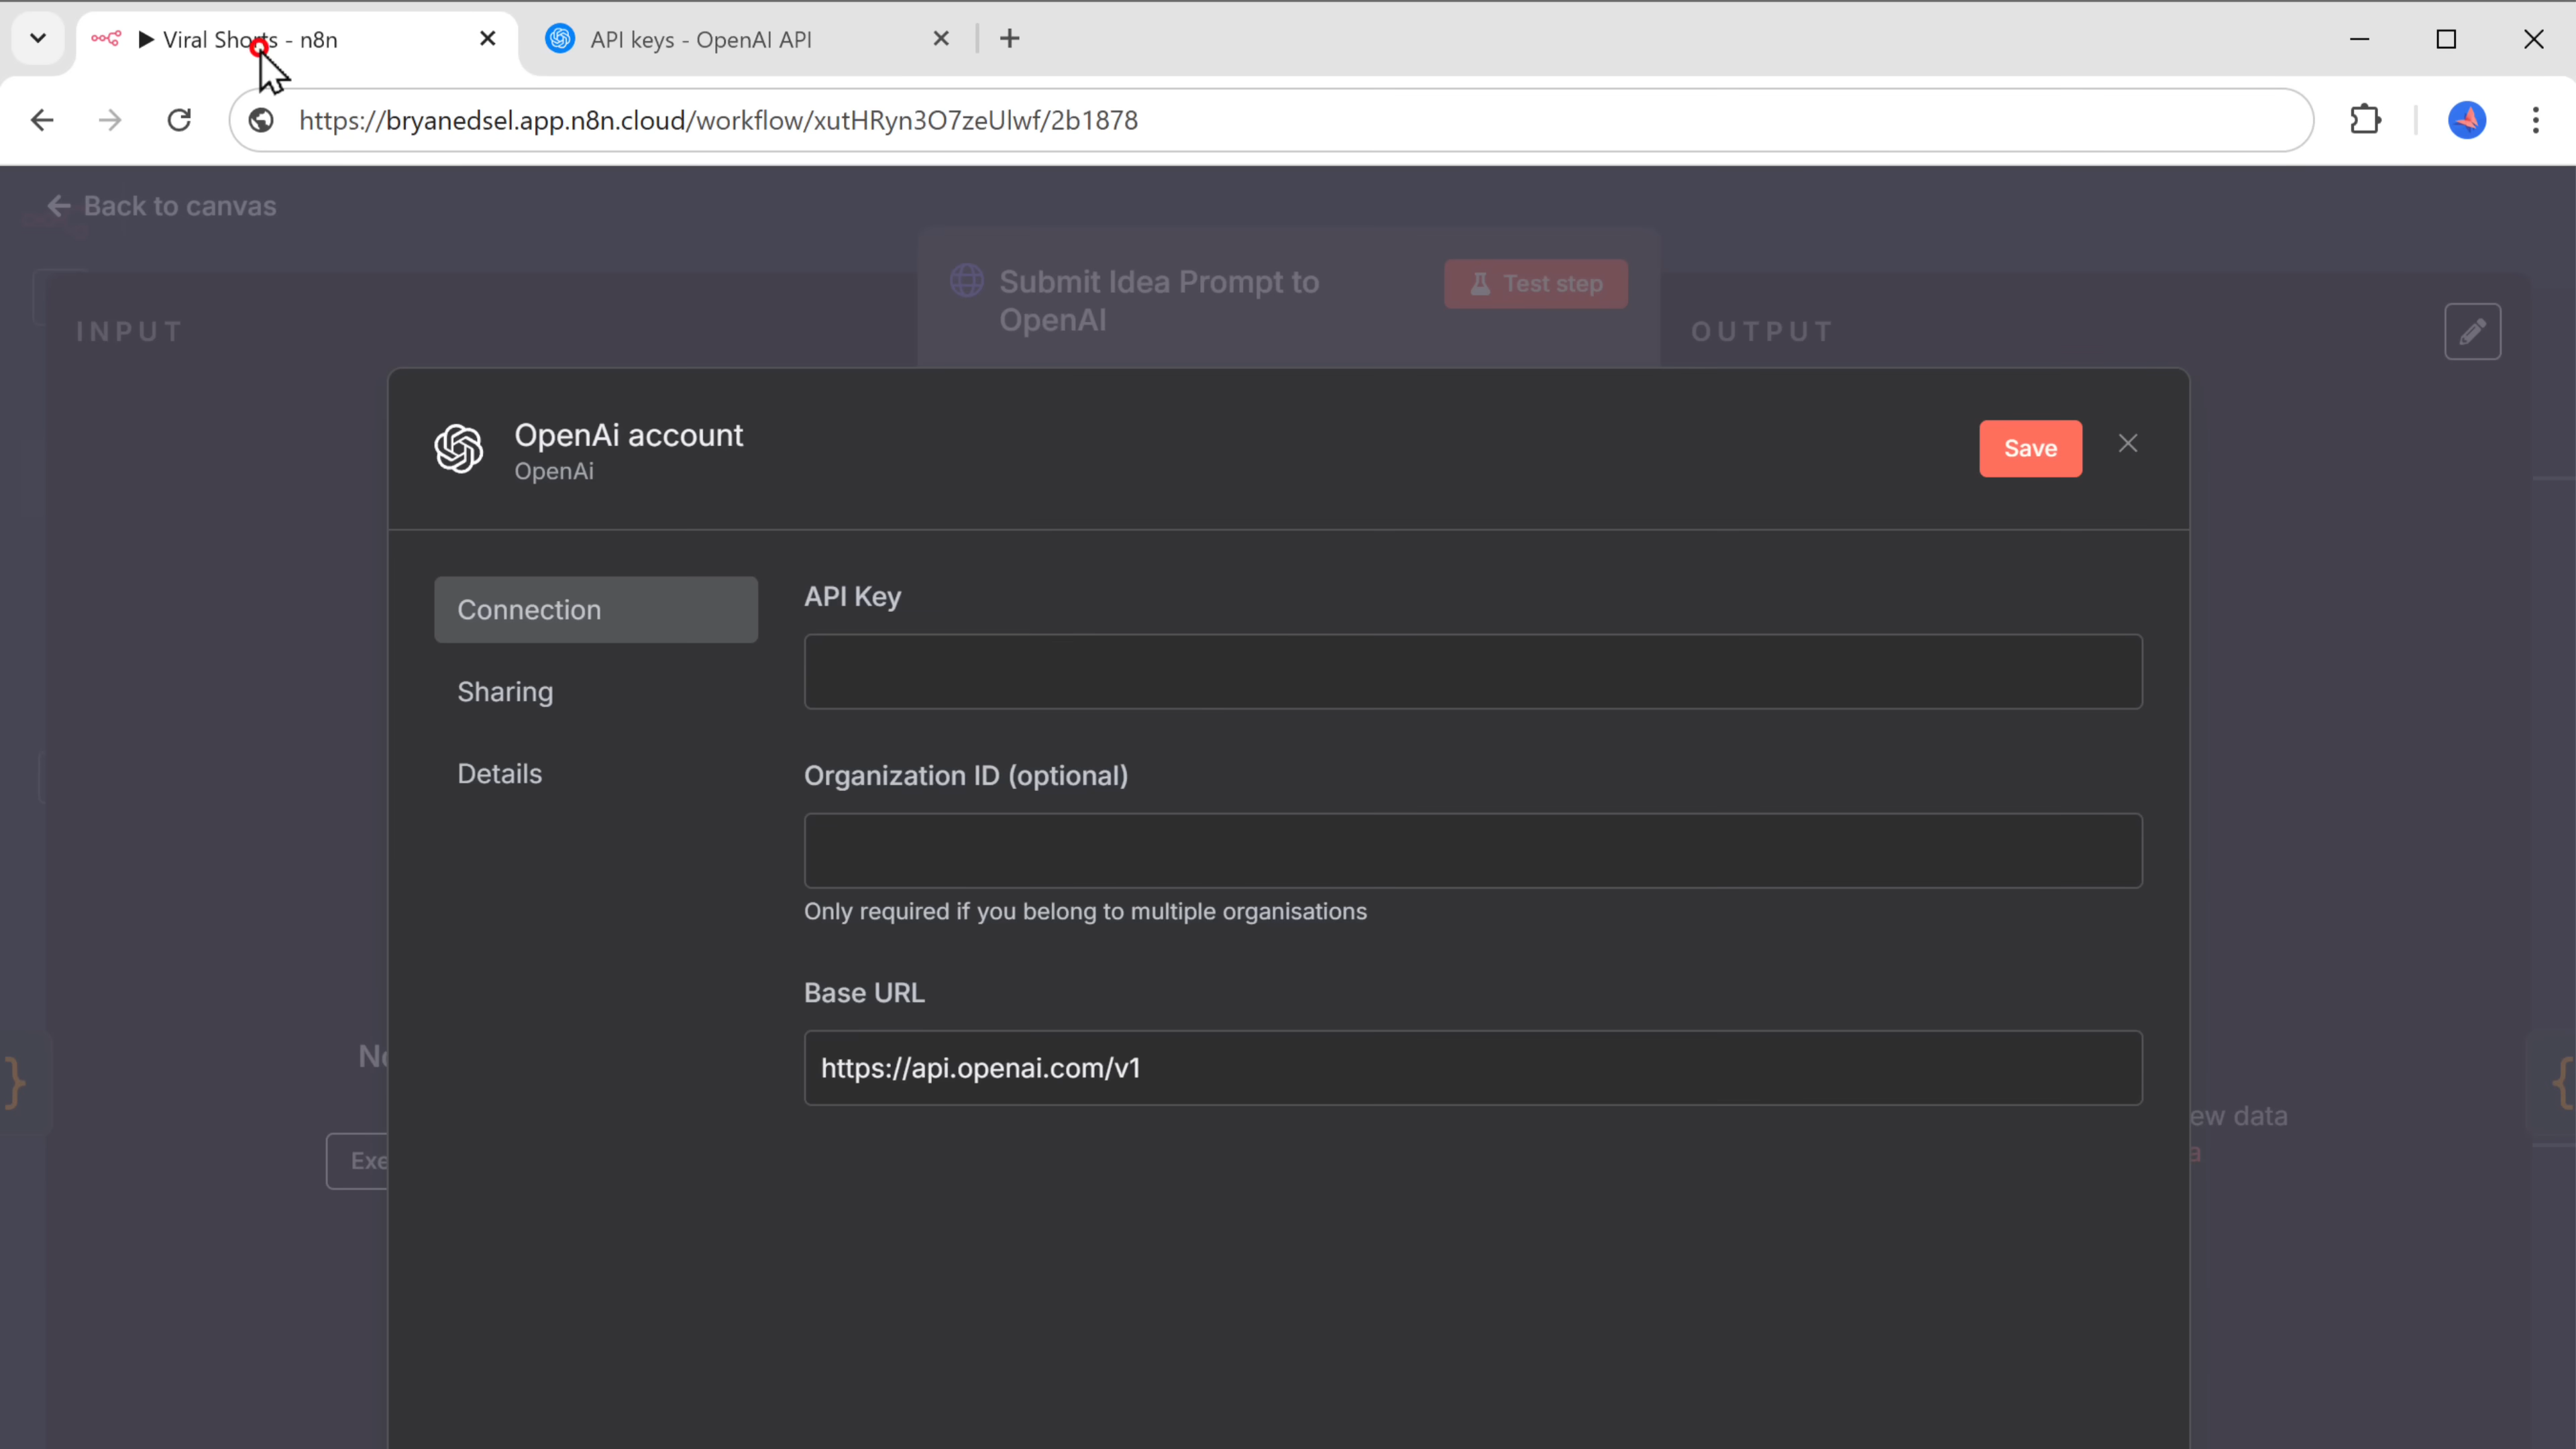 ▶ Viral Shorts - n8n
API keys - OpenAI API
https://bryanedsel.app.n8n.cloud/workflow/xutHRyn3O7zeUlwf/2b1878
Back to canvas
INPUT
Submit Idea Prompt to
OpenAI
Test step
OUTPUT
OpenAi account
OpenAi
Save
Connection
Sharing
Details
API Key
Organization ID (optional)
Only required if you belong to multiple organisations
Base URL
https://api.openai.com/v1
ew data